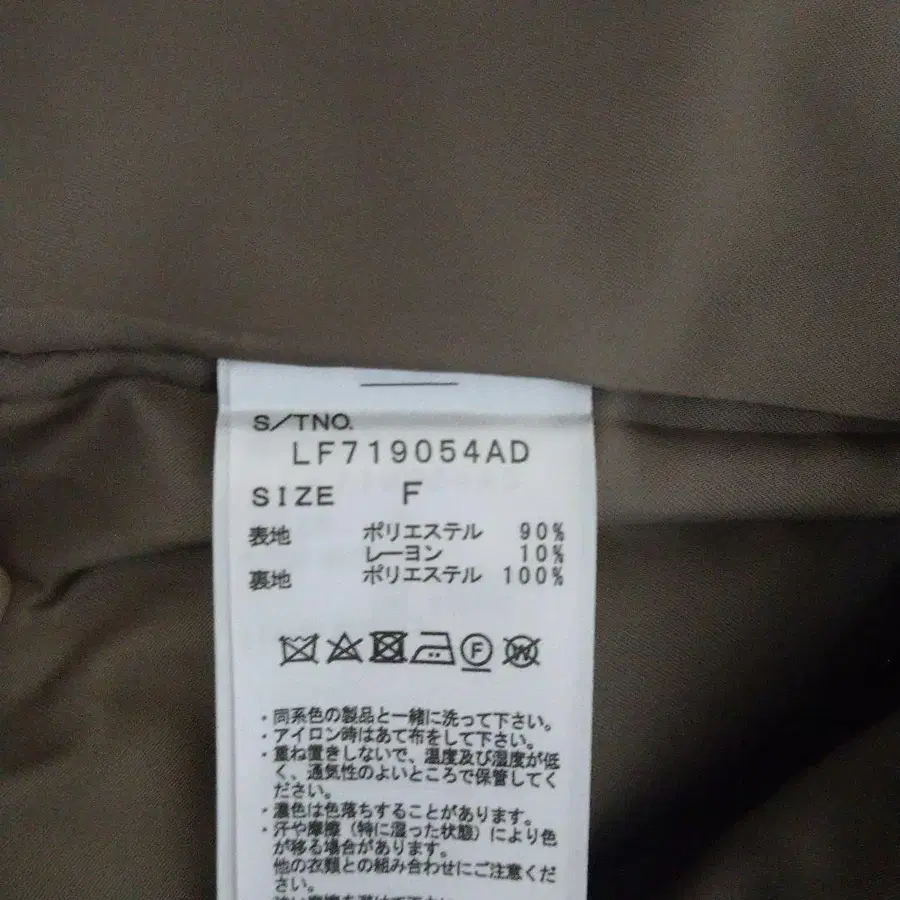 S/TNO.
LF719054AD
SIZE F
表地 ポリエステル 90%
レーヨン 10%
裏地 ポリエステル 100%
F W
・同系色の製品と一緒に洗って下さい。
・アイロン時はあて布をして下さい。
・重ね置きしないで、温度及び湿度が低
く、通気性のよいところで保管してく
ださい。
・濃色は色落ちすることがあります。
・汗や摩擦（特に湿った状態）により色
が移る場合があります。
他の衣類との組み合わせにご注意くだ
さい。